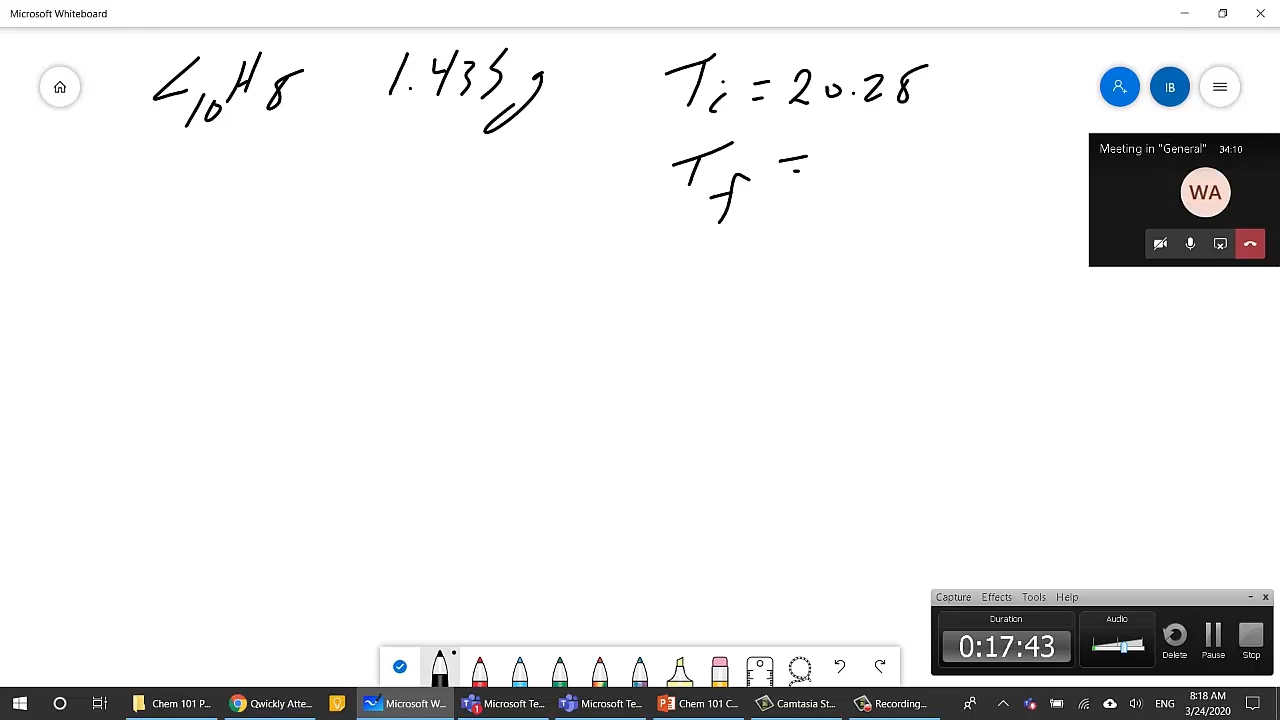 Microsoft Whiteboard
C10H8 1.435g Ti = 20.28
Tf =
IB
Meeting in "General" 34:10
WA
Capture Effects Tools Help
Duration
0:17:43
Audio
Delete Pause Stop
Chem 101 P... Qwickly Atte... Microsoft W... Microsoft Te... Microsoft Te... Chem 101 C... Camtasia St... Recording...
1
ENG
8:18 AM
3/24/2020